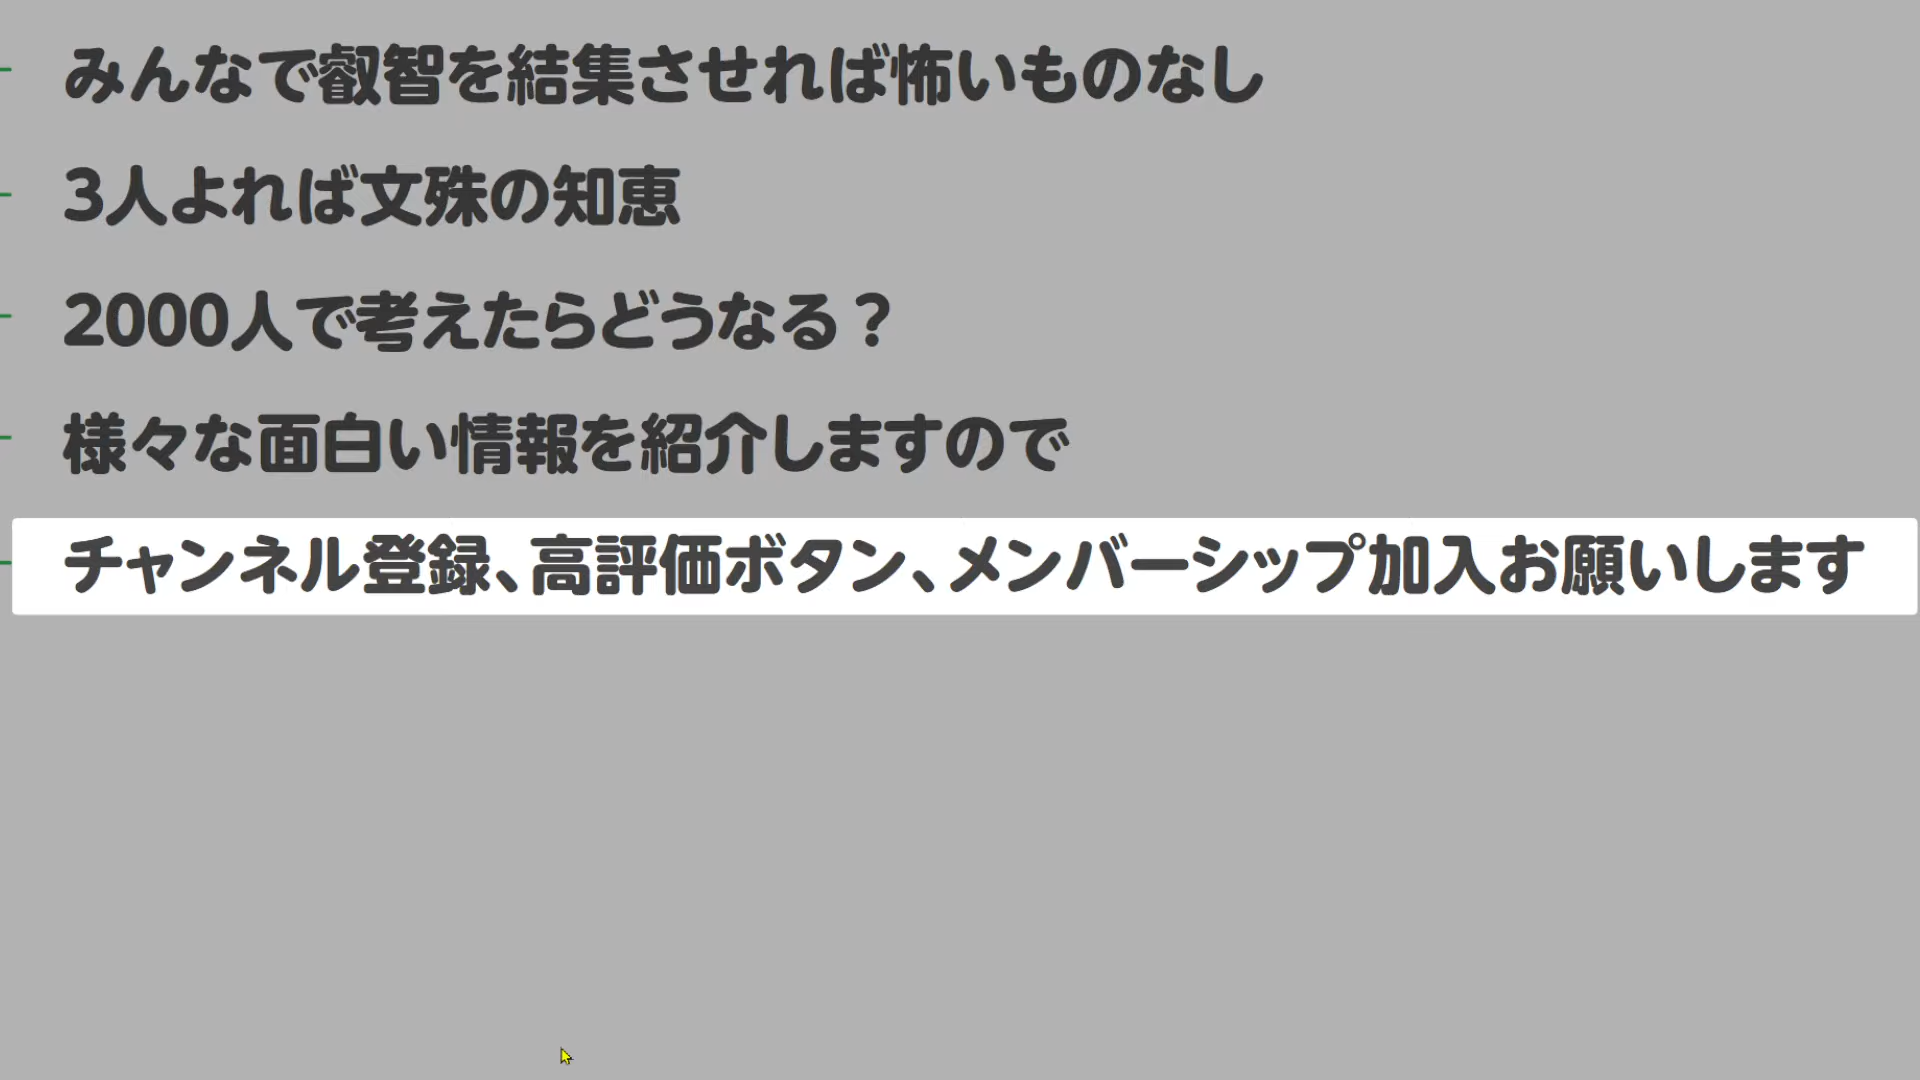 みんなで叡智を結集させれば怖いものなし
3人よれば文殊の知恵
2000人で考えたらどうなる？
様々な面白い情報を紹介しますので
チャンネル登録、高評価ボタン、メンバーシップ加入お願いします